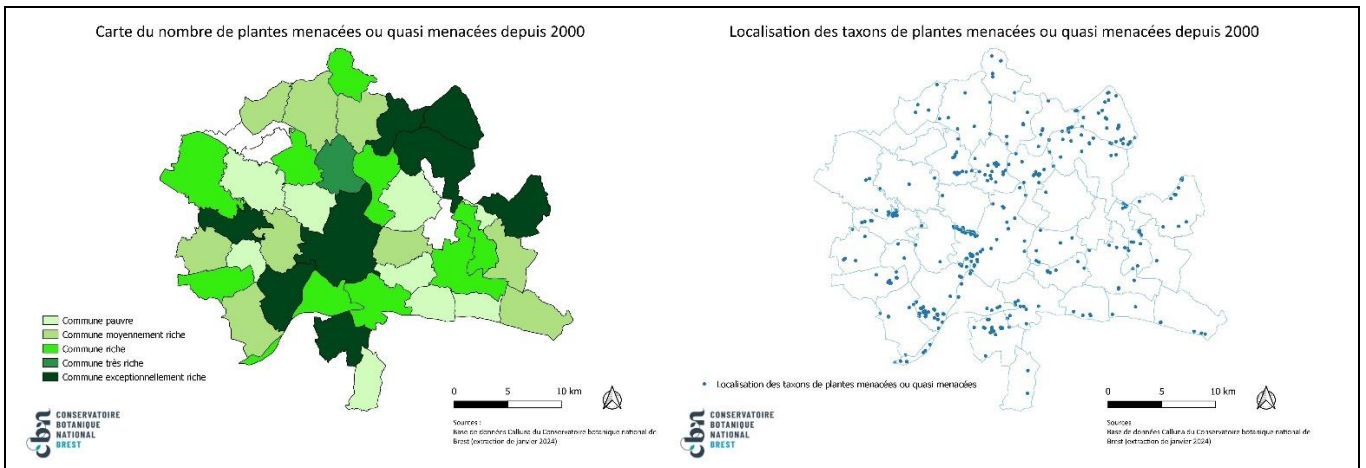 Carte du nombre de plantes menacées ou quasi menacées depuis 2000
Commune pauvre
Commune moyennement riche
Commune riche
Commune très riche
Commune exceptionnellement riche
0 5 10 km
Sources :
Base de données Calluna du Conservatoire botanique national de
Brest (extraction de janvier 2024)
cbn
CONSERVATOIRE
BOTANIQUE
NATIONAL
BREST
Localisation des taxons de plantes menacées ou quasi menacées depuis 2000
Localisation des taxons de plantes menacées ou quasi menacées
0 5 10 km
Sources :
Base de données Calluna du Conservatoire botanique national de
Brest (extraction de janvier 2024)
cbn
CONSERVATOIRE
BOTANIQUE
NATIONAL
BREST